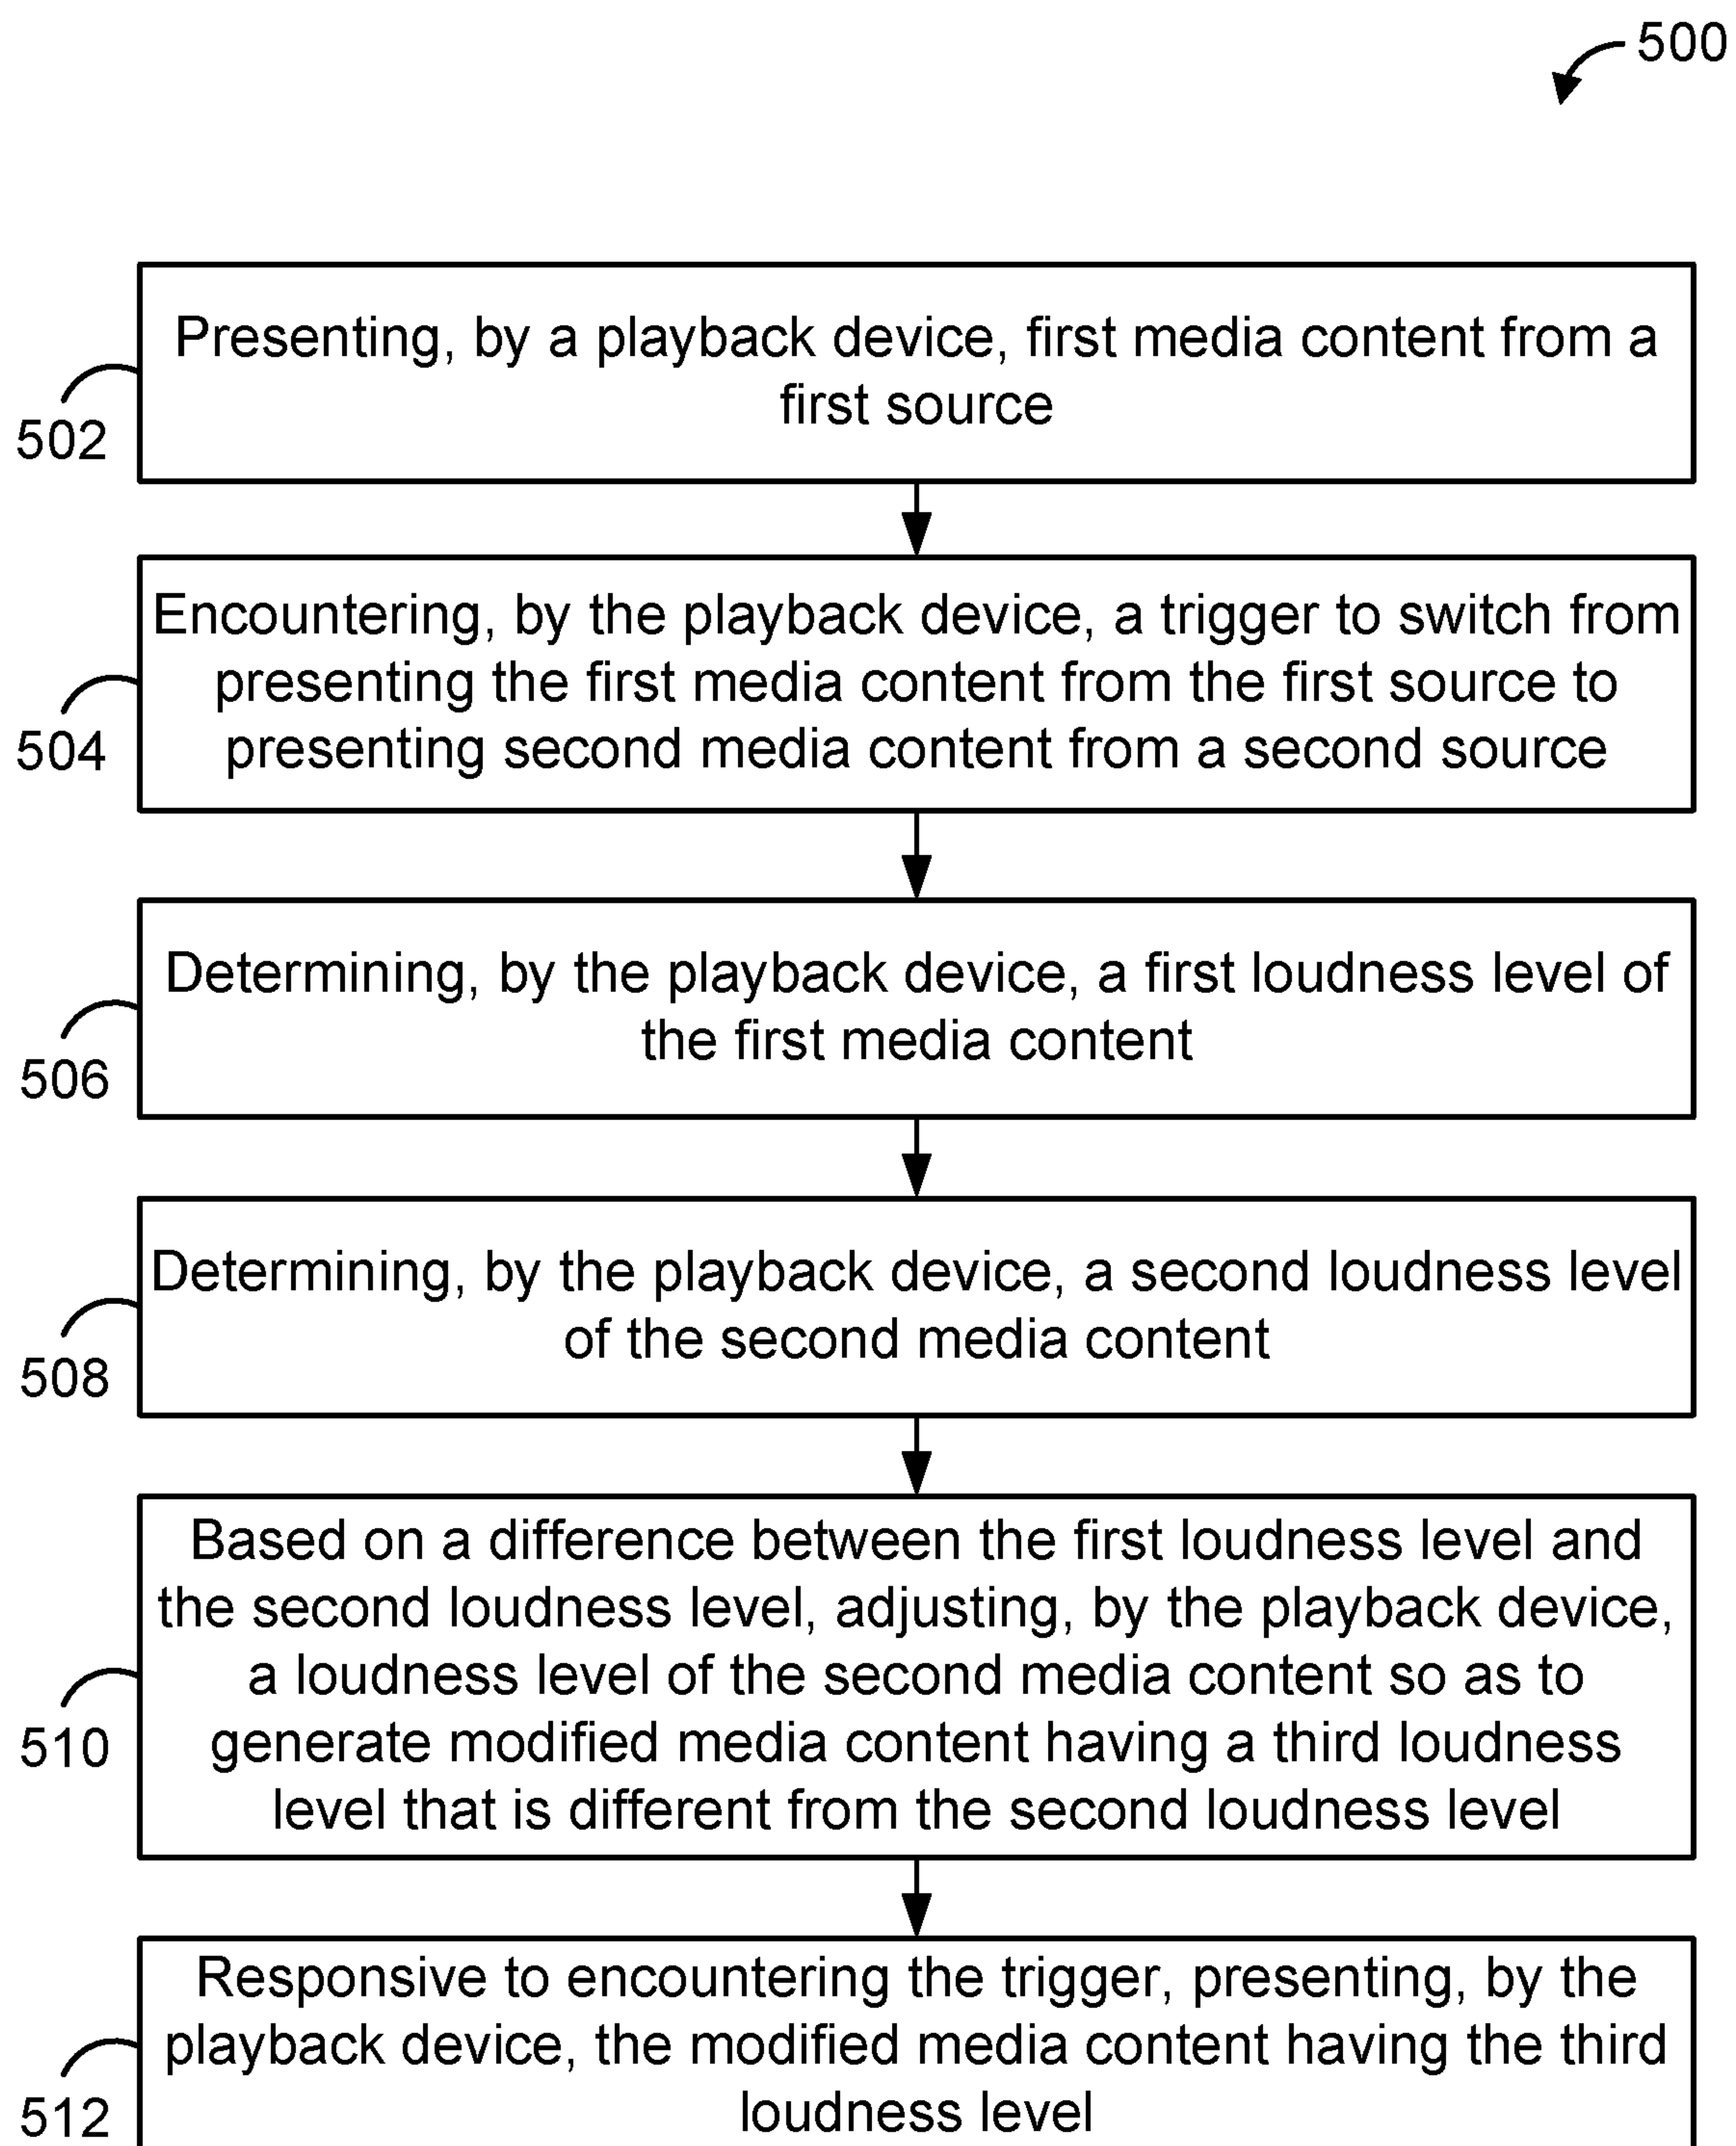 500
Presenting, by a playback device, first media content from a
first source
502
Encountering, by the playback device, a trigger to switch from
presenting the first media content from the first source to
presenting second media content from a second source
504
Determining, by the playback device, a first loudness level of
the first media content
506
Determining, by the playback device, a second loudness level
of the second media content
508
Based on a difference between the first loudness level and
the second loudness level, adjusting, by the playback device,
a loudness level of the second media content so as to
generate modified media content having a third loudness
level that is different from the second loudness level
510
Responsive to encountering the trigger, presenting, by the
playback device, the modified media content having the third
loudness level
512